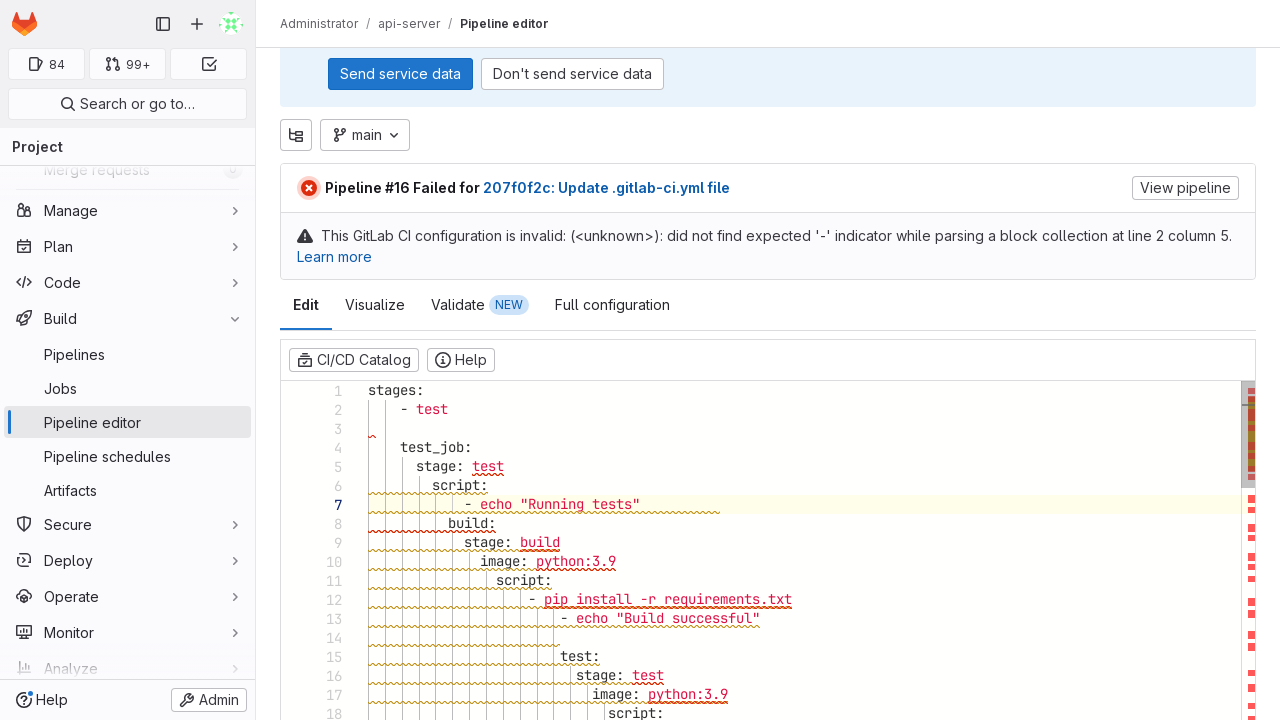 Administrator / api-server / Pipeline editor
84
99+
Search or go to…
Project
Merge requests
Manage
Plan
Code
Build
Pipelines
Jobs
Pipeline editor
Pipeline schedules
Artifacts
Secure
Deploy
Operate
Monitor
Analyze
Help
Admin
Send service data
Don't send service data
main
Pipeline #16 Failed for 207f0f2c: Update .gitlab-ci.yml file
View pipeline
This GitLab CI configuration is invalid: (<unknown>): did not find expected '-' indicator while parsing a block collection at line 2 column 5.
Learn more
Edit
Visualize
Validate NEW
Full configuration
CI/CD Catalog
Help
1 stages:
2 - test
3
4 test_job:
5 stage: test
6 script:
7 - echo "Running tests"
8 build:
9 stage: build
10 image: python:3.9
11 script:
12 - pip install -r requirements.txt
13 - echo "Build successful"
14
15 test:
16 stage: test
17 image: python:3.9
18 script: